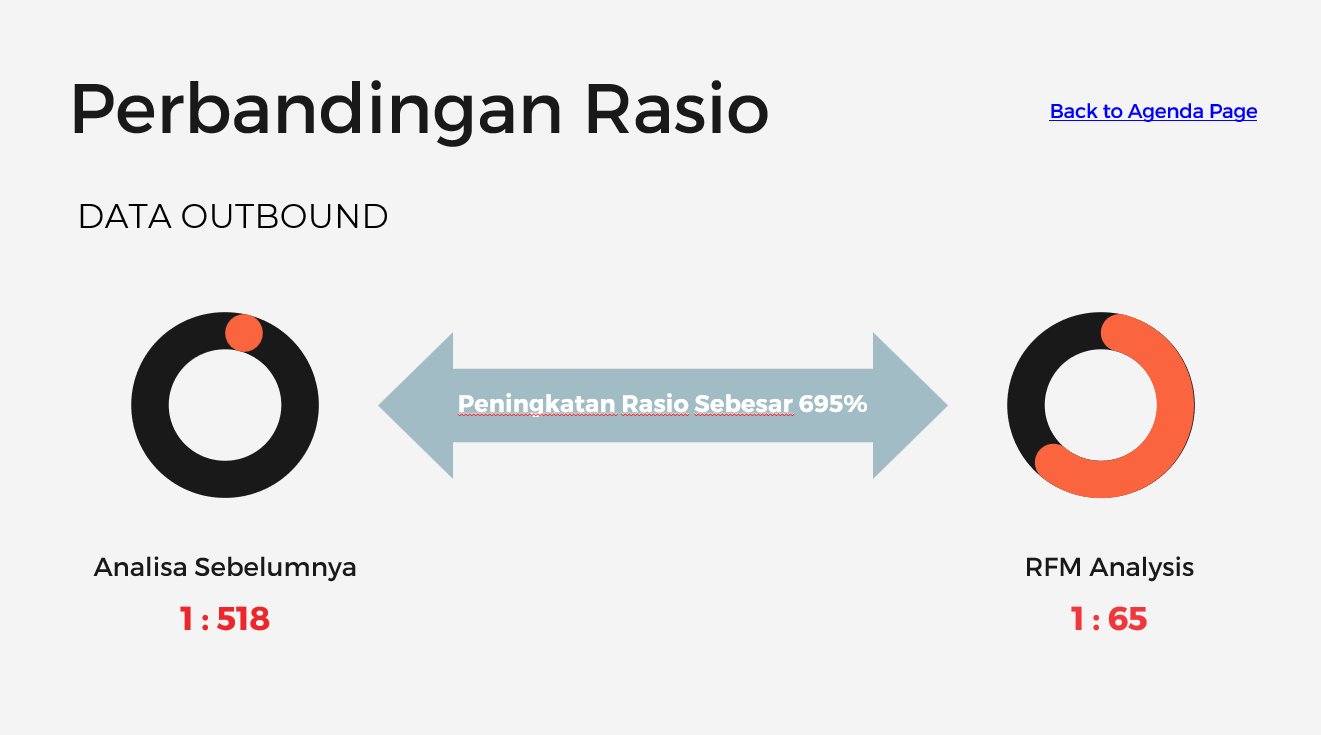 Perbandingan Rasio
Back to Agenda Page
DATA OUTBOUND
Peningkatan Rasio Sebesar 695%
Analisa Sebelumnya
1 : 518
RFM Analysis
1 : 65